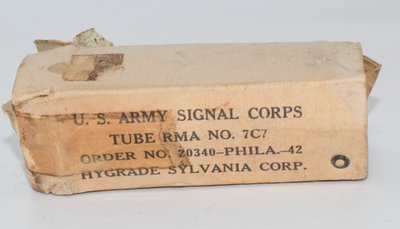 U. S. ARMY SIGNAL CORPS
TUBE RMA NO. 7C7
ORDER NO. 20340-PHILA.-42
HYGRADE SYLVANIA CORP.